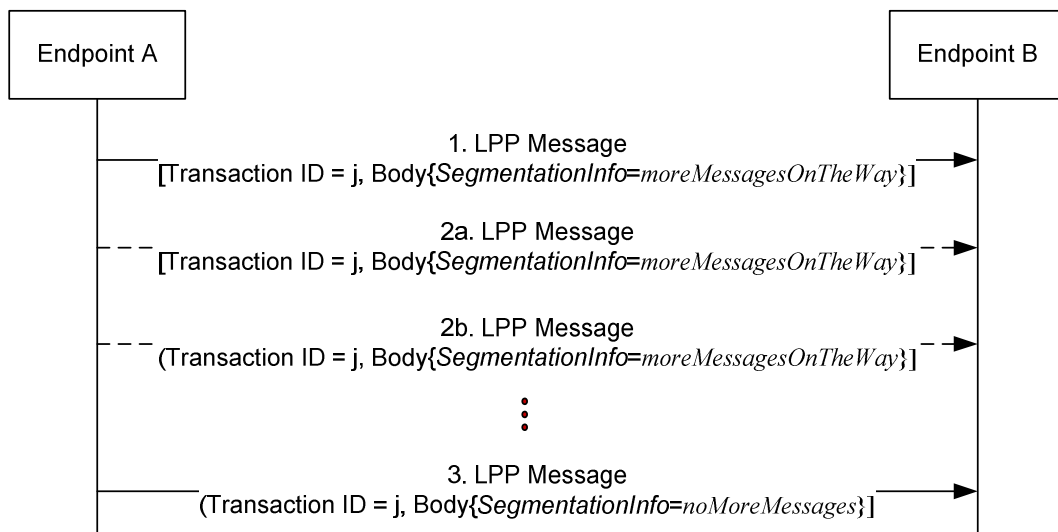 Endpoint A
Endpoint B
1. LPP Message
[Transaction ID = j, Body{SegmentationInfo=moreMessagesOnTheWay}]
2a. LPP Message
[Transaction ID = j, Body{SegmentationInfo=moreMessagesOnTheWay}]
2b. LPP Message
(Transaction ID = j, Body{SegmentationInfo=moreMessagesOnTheWay}]
3. LPP Message
(Transaction ID = j, Body{SegmentationInfo=noMoreMessages}]